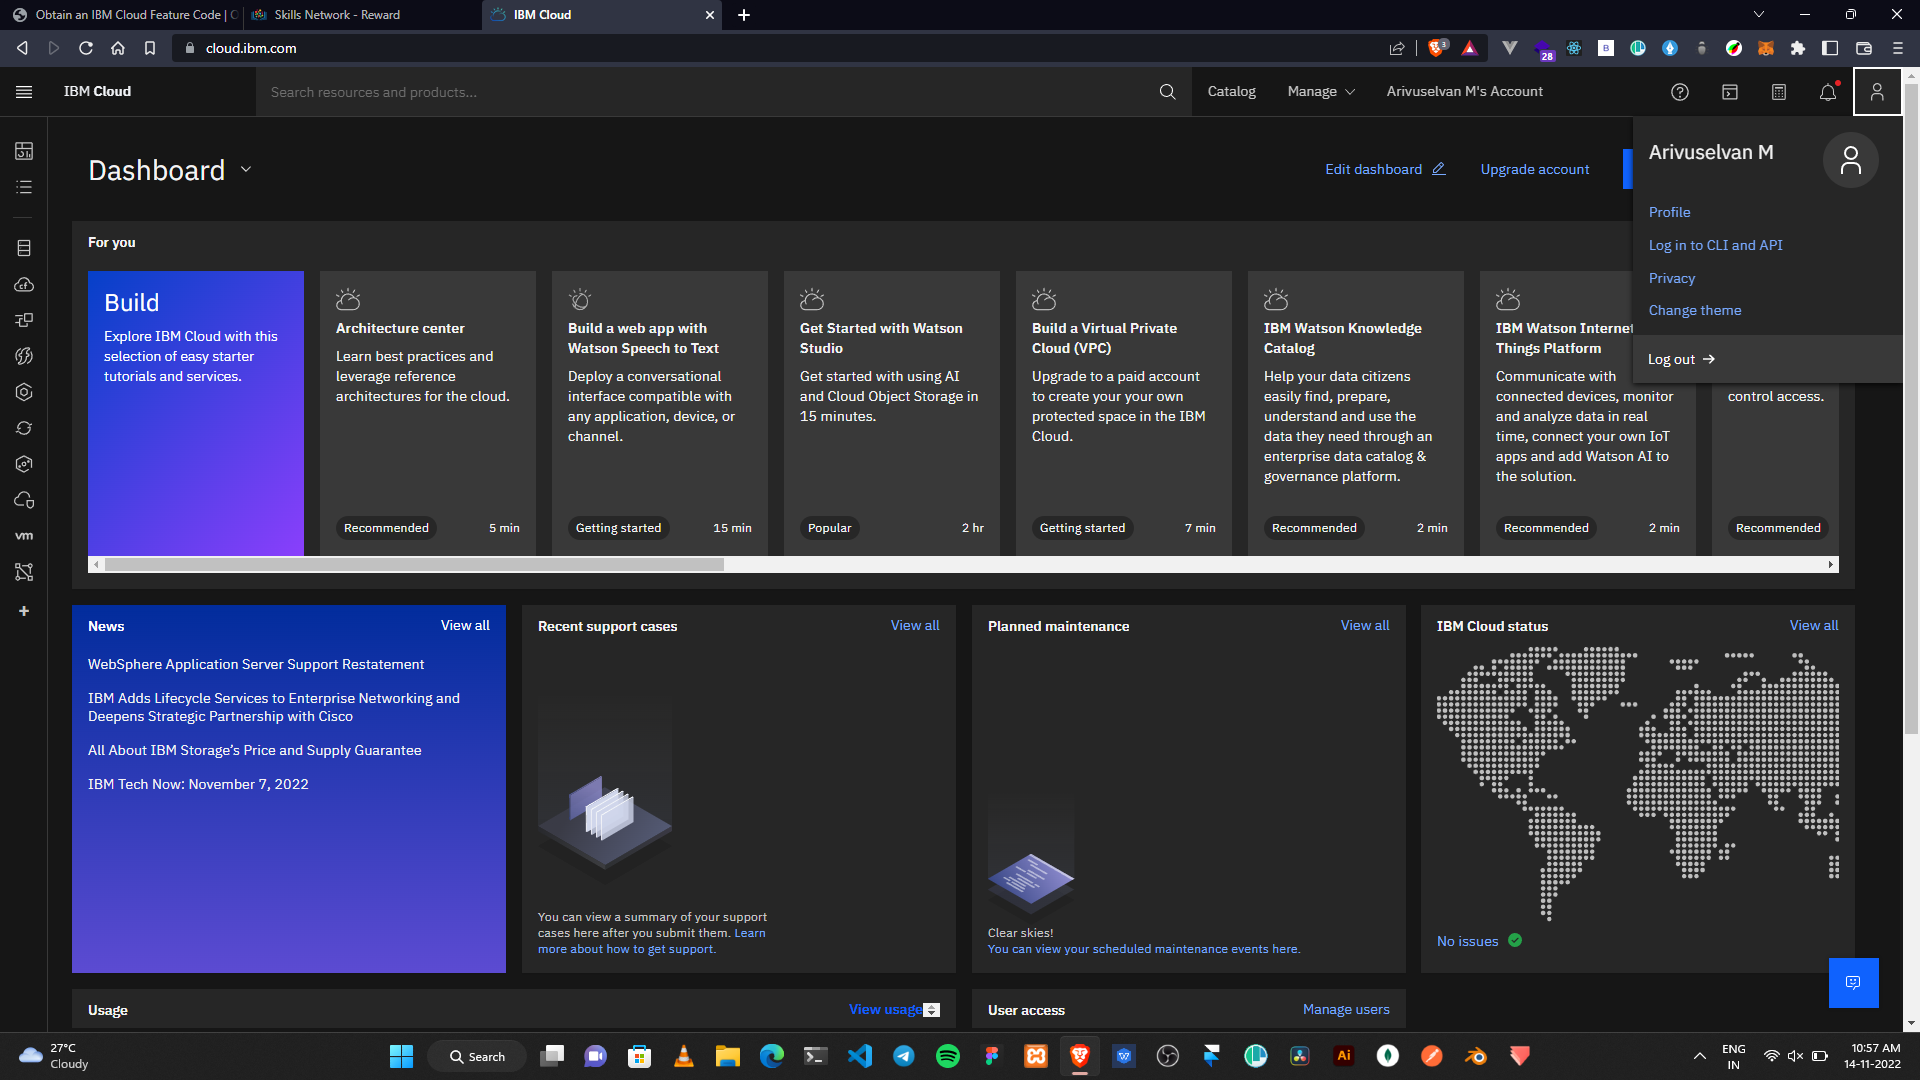 Obtain an IBM Cloud Feature Code |
Skills Network - Reward
IBM Cloud
cloud.ibm.com
3
28
B
IBM Cloud
Search resources and products...
Catalog
Manage
Arivuselvan M's Account
Arivuselvan M
Profile
Log in to CLI and API
Privacy
Change theme
Log out
Dashboard
Edit dashboard
Upgrade account
For you
Build
Explore IBM Cloud with this
selection of easy starter
tutorials and services.
Architecture center
Learn best practices and
leverage reference
architectures for the cloud.
Recommended
5 min
Build a web app with
Watson Speech to Text
Deploy a conversational
interface compatible with
any application, device, or
channel.
Getting started
15 min
Get Started with Watson
Studio
Get started with using AI
and Cloud Object Storage in
15 minutes.
Popular
2 hr
Build a Virtual Private
Cloud (VPC)
Upgrade to a paid account
to create your your own
protected space in the IBM
Cloud.
Getting started
7 min
IBM Watson Knowledge
Catalog
Help your data citizens
easily find, prepare,
understand and use the
data they need through an
enterprise data catalog &
governance platform.
Recommended
2 min
IBM Watson Internet
Things Platform
Communicate with
connected devices, monitor
and analyze data in real
time, connect your own IoT
apps and add Watson AI to
the solution.
Recommended
2 min
control access.
Recommended
cf
vm
News
View all
WebSphere Application Server Support Restatement
IBM Adds Lifecycle Services to Enterprise Networking and
Deepens Strategic Partnership with Cisco
All About IBM Storage’s Price and Supply Guarantee
IBM Tech Now: November 7, 2022
Recent support cases
View all
You can view a summary of your support
cases here after you submit them. Learn
more about how to get support.
Planned maintenance
View all
Clear skies!
You can view your scheduled maintenance events here.
IBM Cloud status
View all
No issues
Usage
View usage
User access
Manage users
27°C
Cloudy
Search
Ai
ENG
IN
10:57 AM
14-11-2022